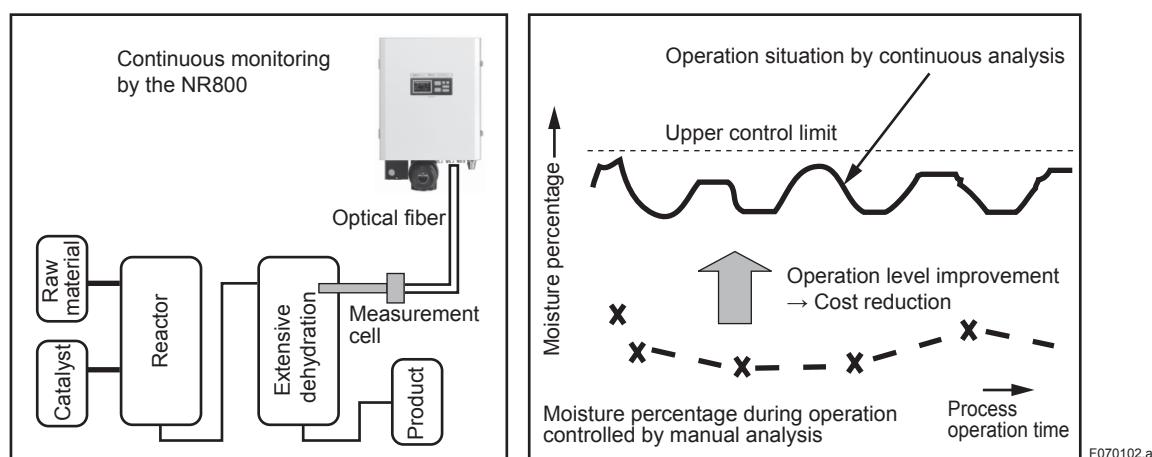 Continuous monitoring
by the NR800
Optical fiber
Raw
material
Reactor
Extensive
dehydration
Measurement
cell
Catalyst
Product
Operation situation by continuous analysis
Upper control limit
Moisture percentage
Operation level improvement
→ Cost reduction
Moisture percentage during operation
controlled by manual analysis
Process
operation time
F070102.ai